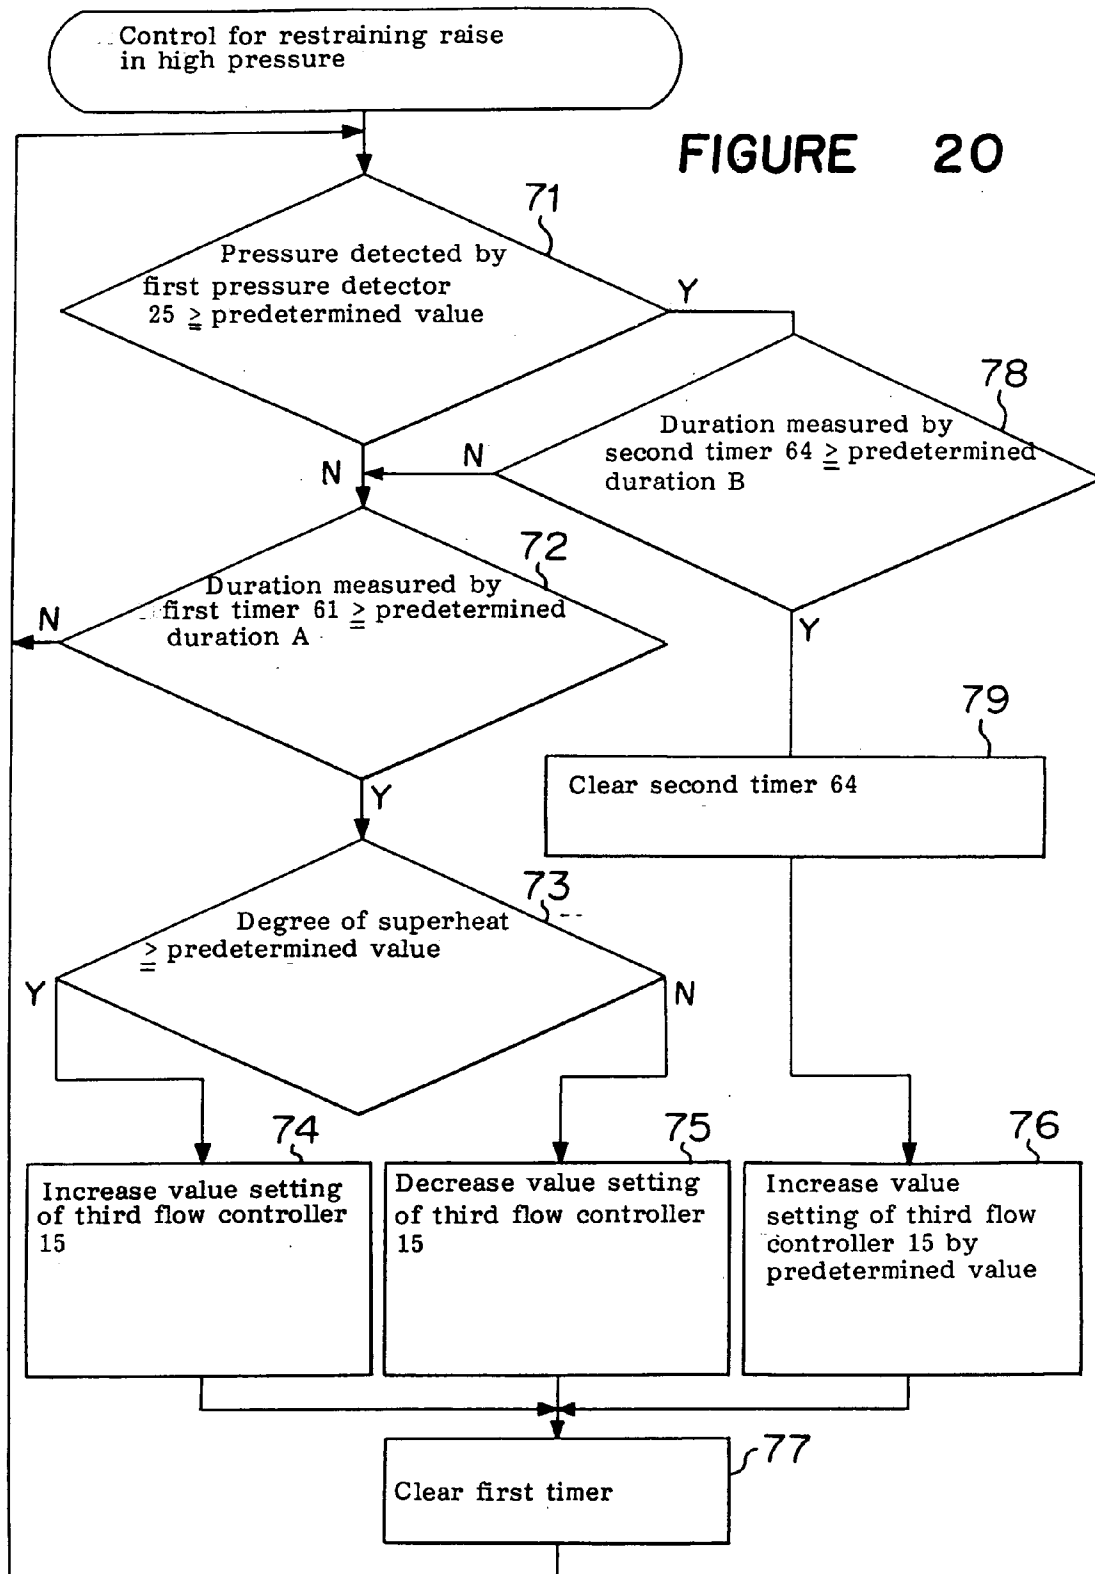 Control for restraining raise
in high pressure
FIGURE 20
71
Pressure detected by
first pressure detector
25 ≧ predetermined value
Y
N
78
Duration measured by
second timer 64 ≧ predetermined
duration B
N
Y
72
Duration measured by
first timer 61 ≧ predetermined
duration A
N
Y
79
Clear second timer 64
73
Degree of superheat
≧ predetermined value
Y
N
74
Increase value setting
of third flow controller
15
75
Decrease value setting
of third flow controller
15
76
Increase value
setting of third flow
controller 15 by
predetermined value
77
Clear first timer